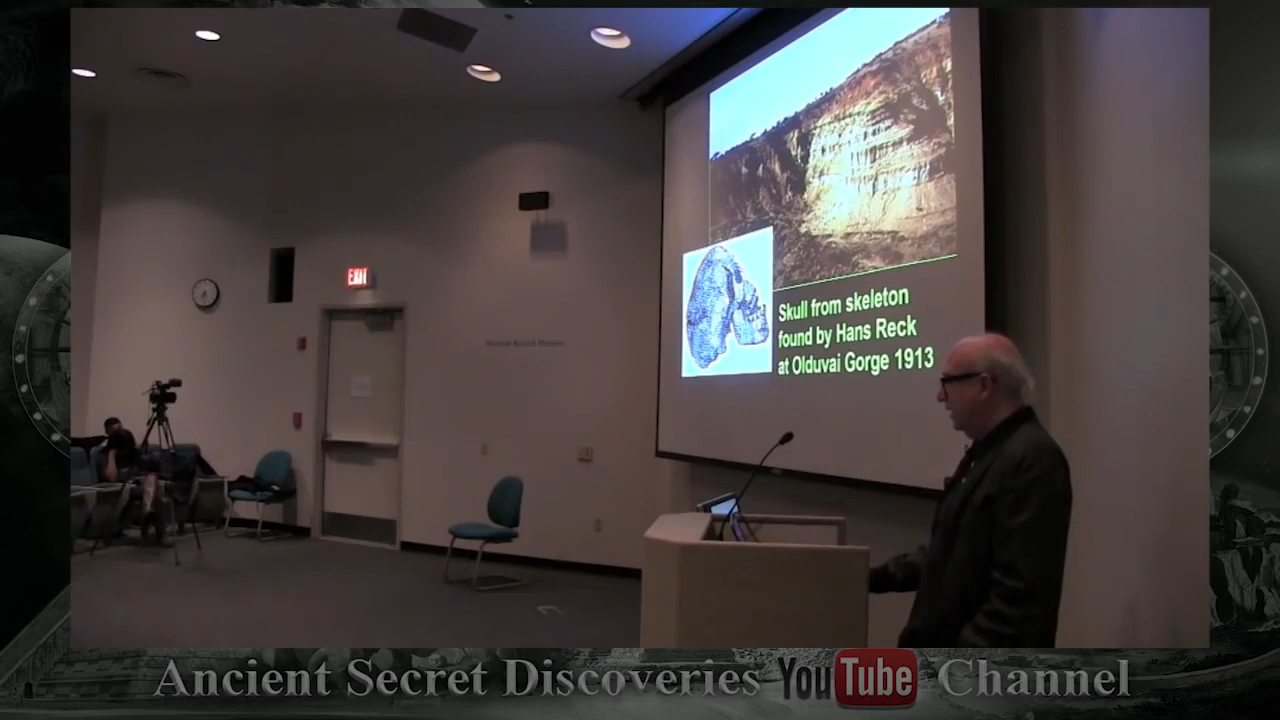 EXIT
Skull from skeleton
found by Hans Reck
at Olduvai Gorge 1913
Ancient Secret Discoveries YouTube Channel